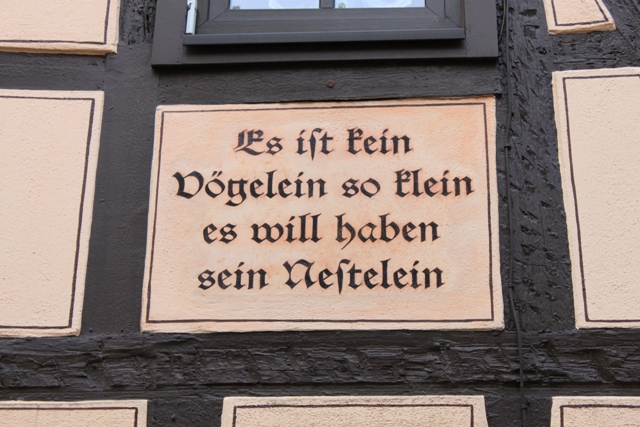 Es iſt kein
Vögelein so klein
es will haben
sein Neſtelein